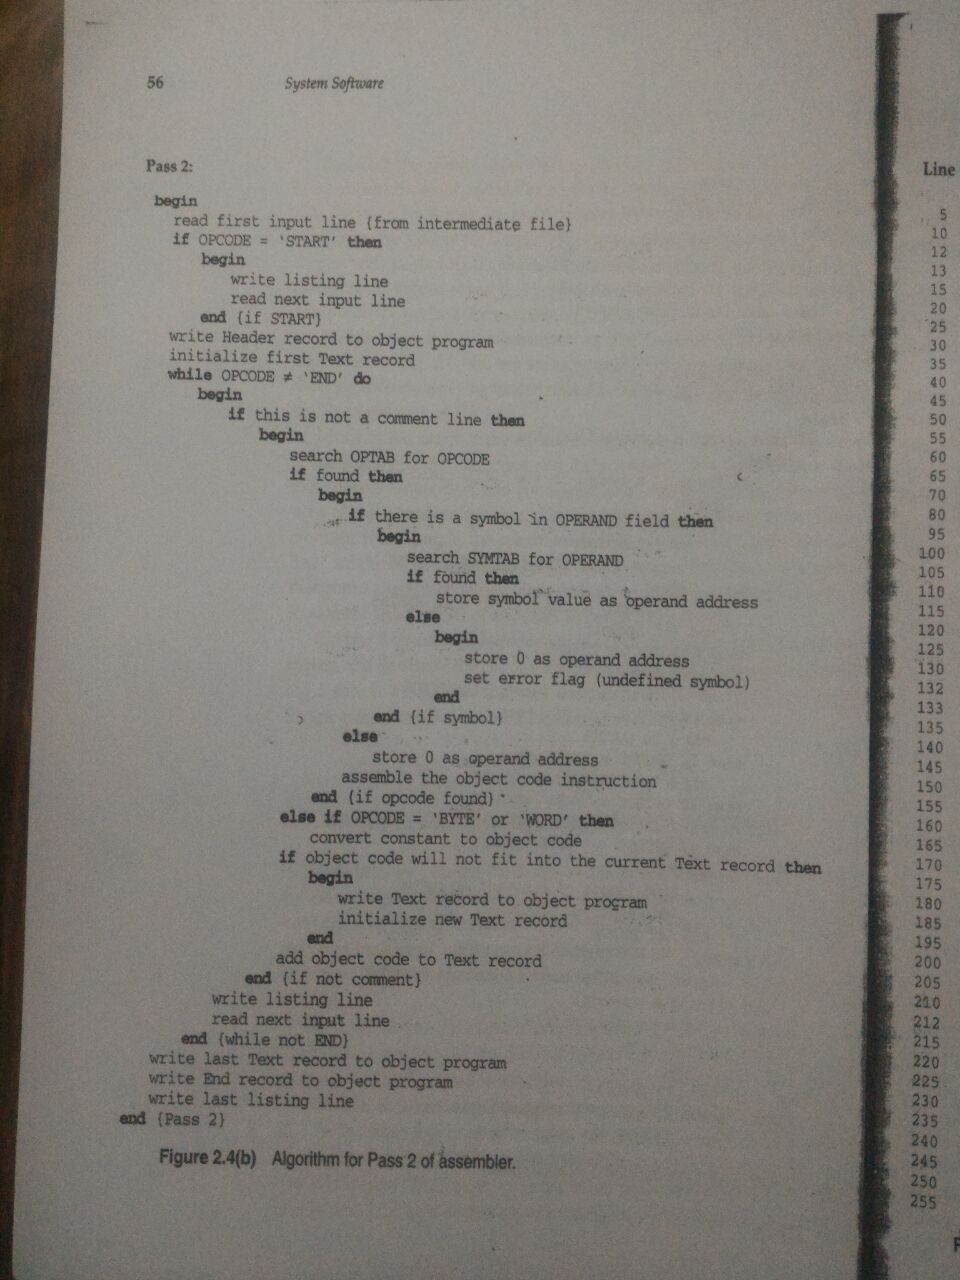 56 System Software
Pass 2:
begin
read first input line {from intermediate file}
if OPCODE = 'START' then
begin
write listing line
read next input line
end {if START}
write Header record to object program
initialize first Text record
while OPCODE ≠ 'END' do
begin
if this is not a comment line then
begin
search OPTAB for OPCODE
if found then
begin
if there is a symbol in OPERAND field then
begin
search SYMTAB for OPERAND
if found then
store symbol value as operand address
else
begin
store 0 as operand address
set error flag (undefined symbol)
end
end {if symbol}
else
store 0 as operand address
assemble the object code instruction
end {if opcode found}
else if OPCODE = 'BYTE' or 'WORD' then
convert constant to object code
if object code will not fit into the current Text record then
begin
write Text record to object program
initialize new Text record
end
add object code to Text record
end {if not comment}
write listing line
read next input line
end {while not END}
write last Text record to object program
write End record to object program
write last listing line
end {Pass 2}
Figure 2.4(b) Algorithm for Pass 2 of assembler.
Line
5
10
12
13
15
20
25
30
35
40
45
50
55
60
65
70
80
95
100
105
110
115
120
125
130
132
133
135
140
145
150
155
160
165
170
175
180
185
195
200
205
210
212
215
220
225
230
235
240
245
250
255
F